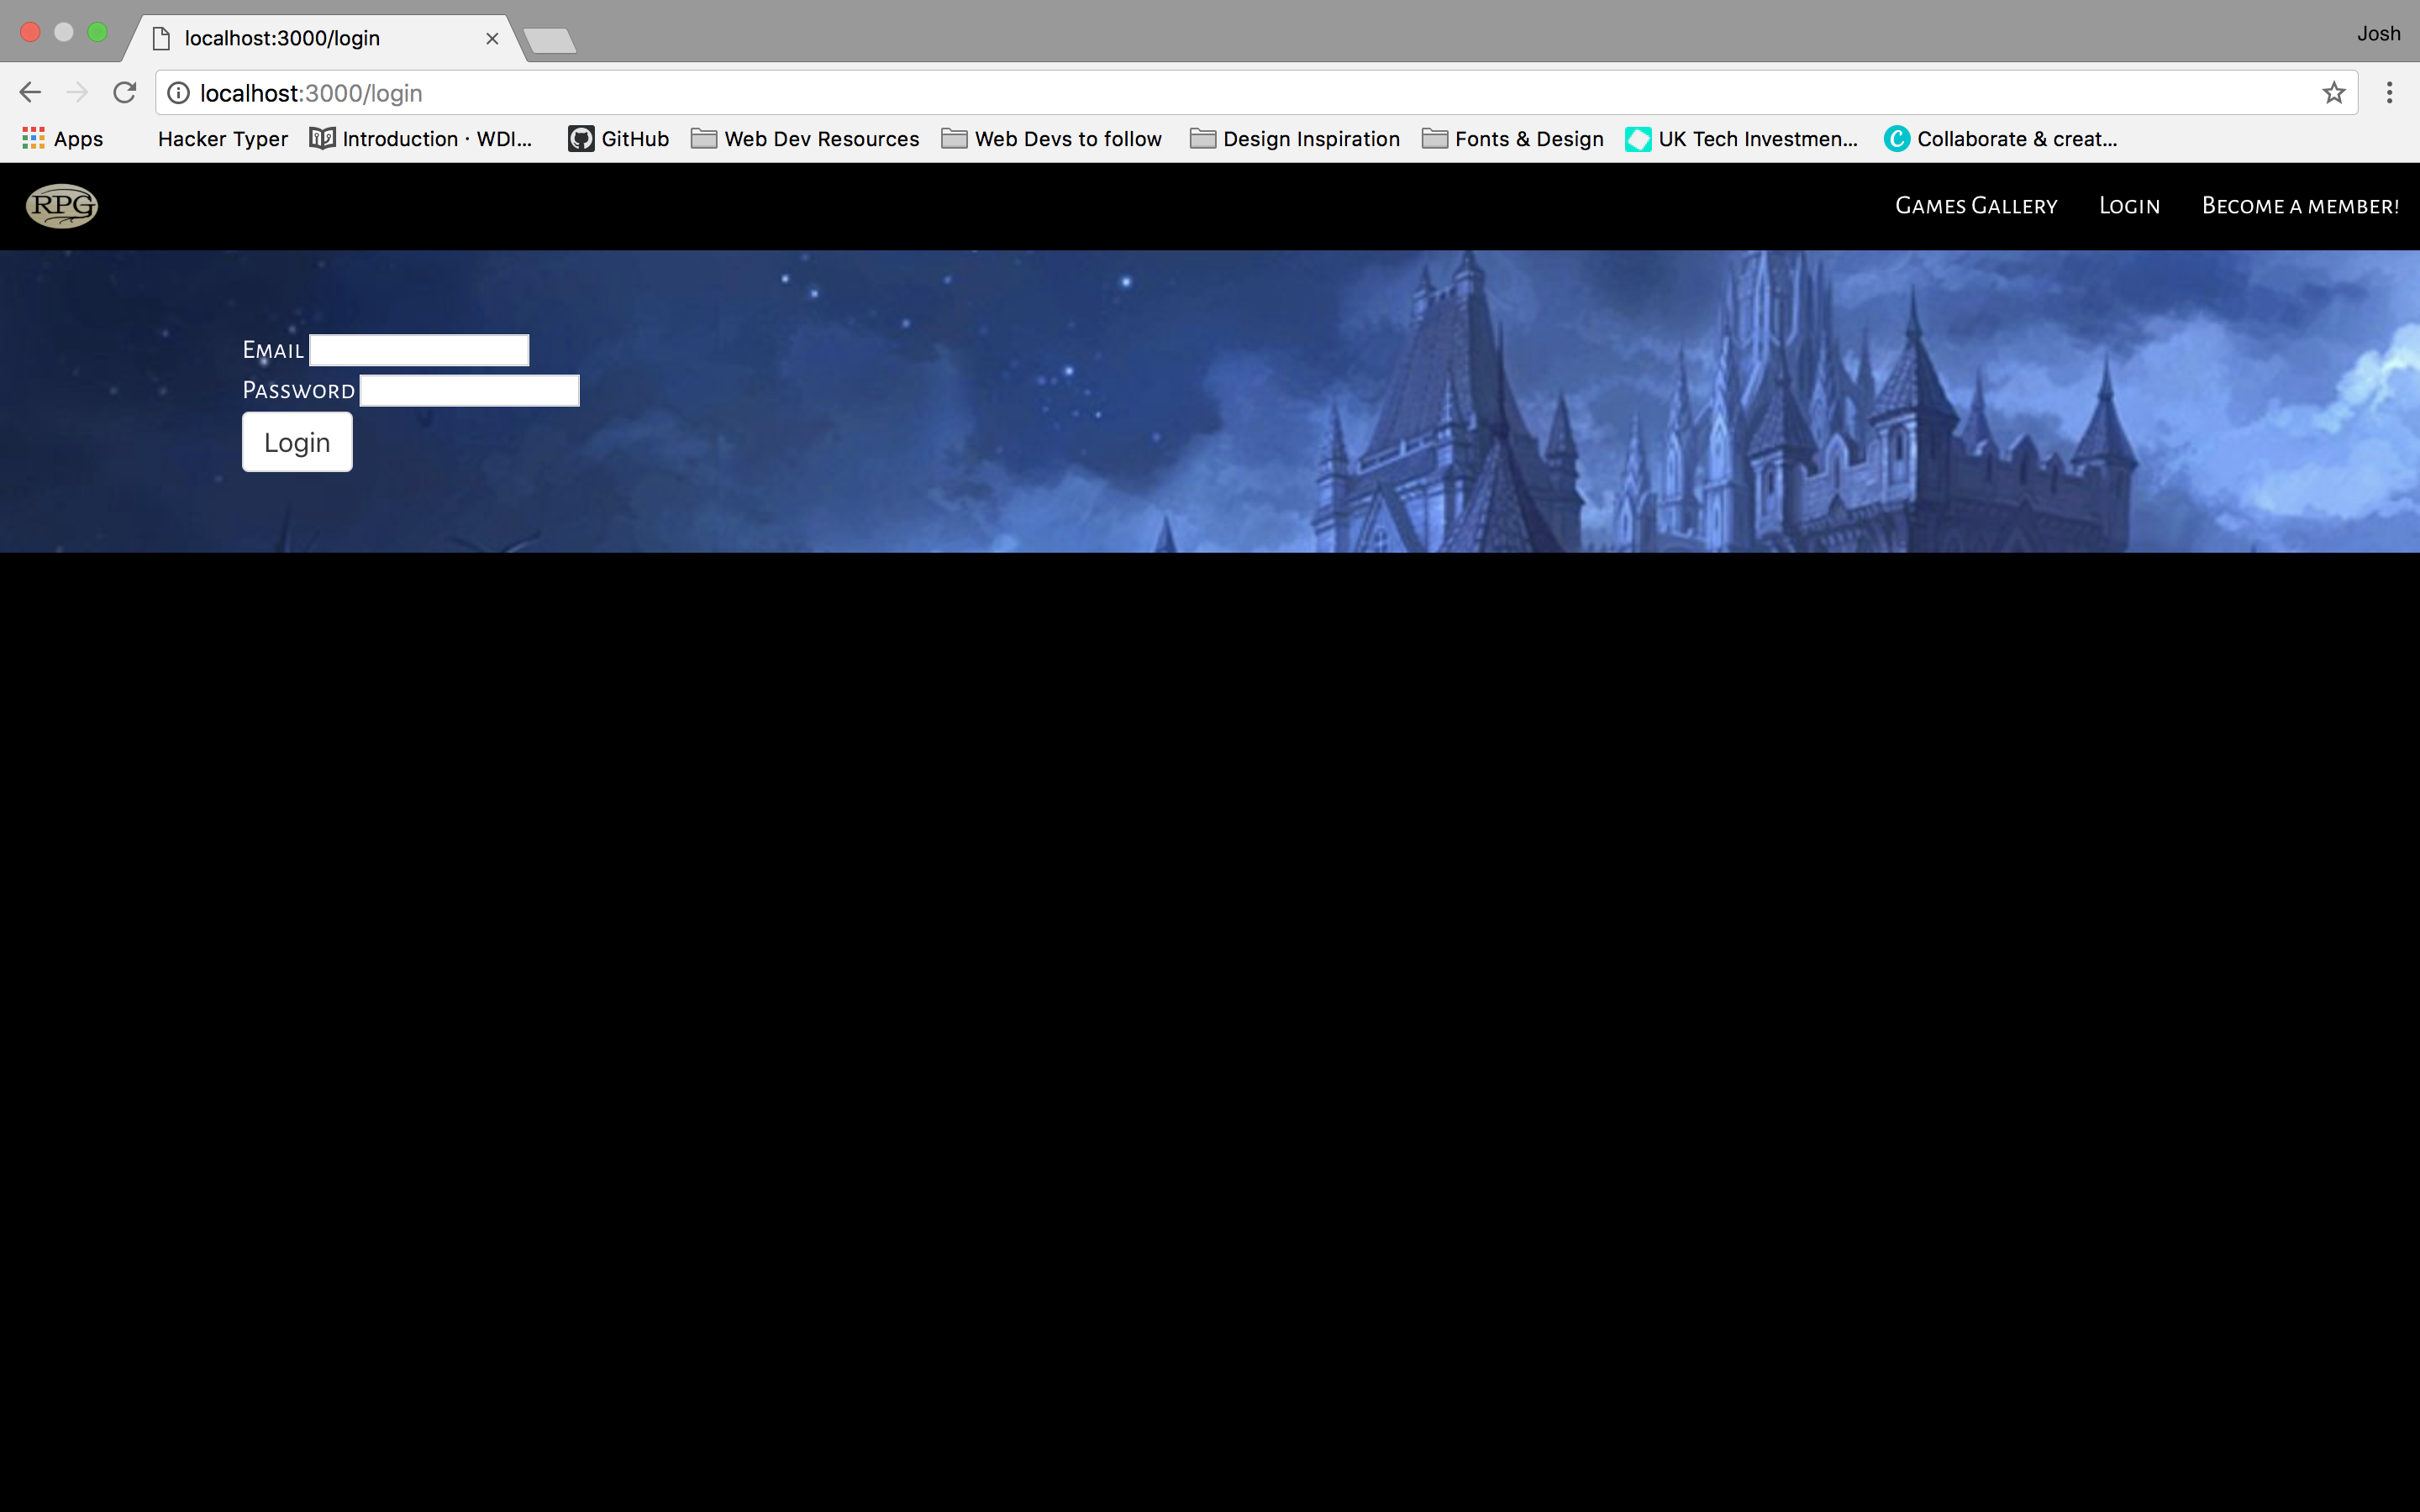 localhost:3000/login
Josh
localhost:3000/login
Apps Hacker Typer Introduction · WDI... GitHub Web Dev Resources Web Devs to follow Design Inspiration Fonts & Design UK Tech Investmen... Collaborate & creat...
RPG Games Gallery Login Become a member!
Email
Password
Login